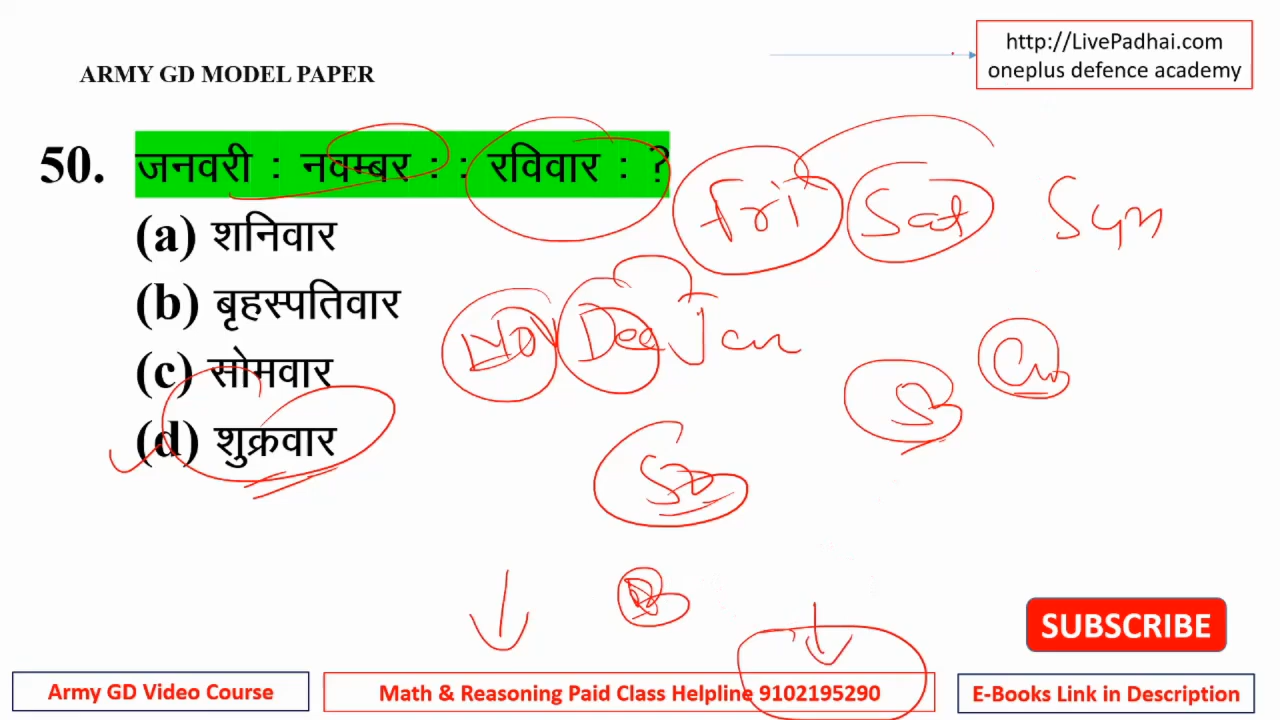 http://LivePadhai.com
oneplus defence academy
ARMY GD MODEL PAPER
50. जनवरी : नवम्बर : : रविवार : ?
(a) शनिवार
(b) बृहस्पतिवार
(c) सोमवार
(d) शुक्रवार
Fri Sat Sun
Nov Dec Jan
SUBSCRIBE
Army GD Video Course
Math & Reasoning Paid Class Helpline 9102195290
E-Books Link in Description